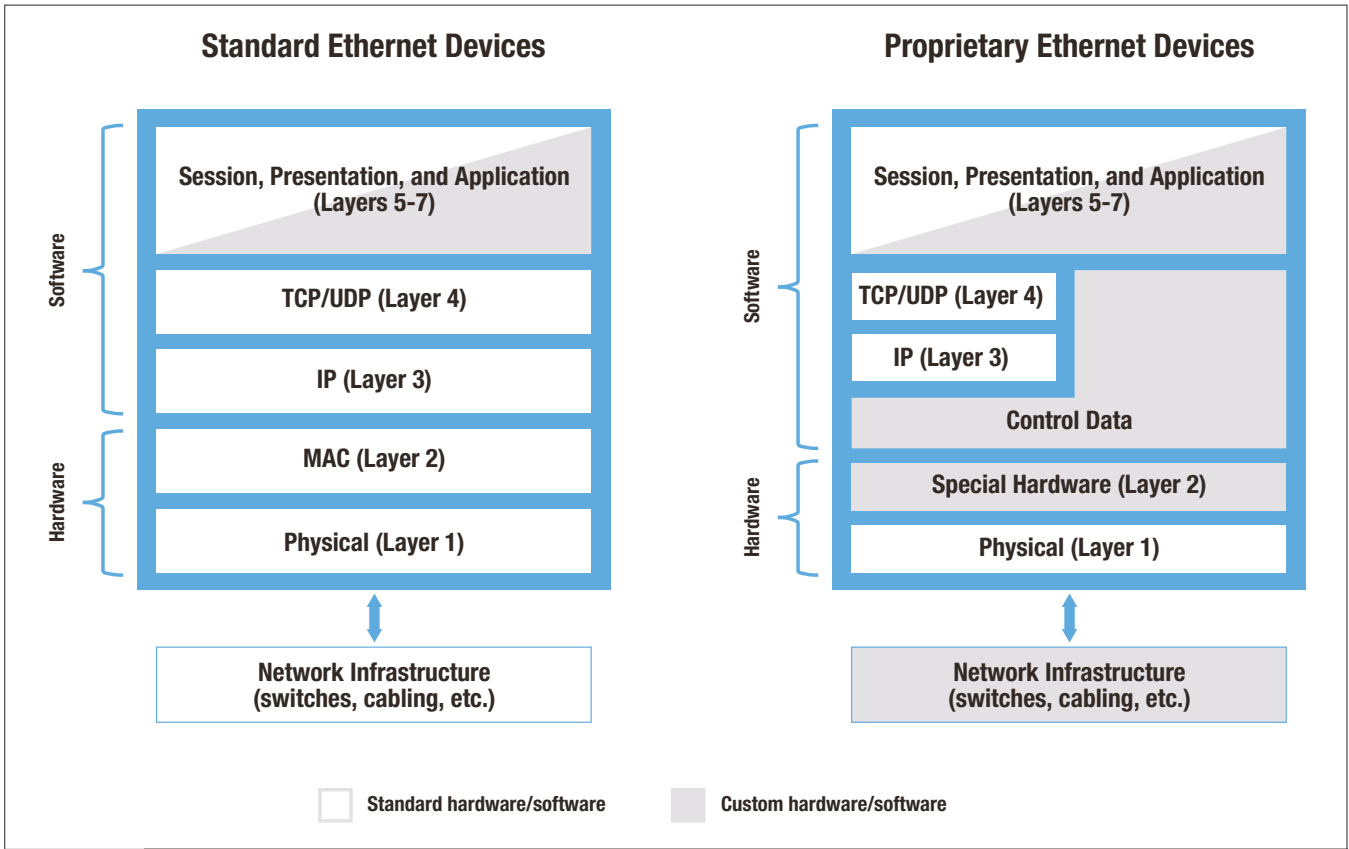 Standard Ethernet Devices
Software
Session, Presentation, and Application
(Layers 5-7)
TCP/UDP (Layer 4)
IP (Layer 3)
Hardware
MAC (Layer 2)
Physical (Layer 1)
Network Infrastructure
(switches, cabling, etc.)
Proprietary Ethernet Devices
Software
Session, Presentation, and Application
(Layers 5-7)
TCP/UDP (Layer 4)
IP (Layer 3)
Control Data
Hardware
Special Hardware (Layer 2)
Physical (Layer 1)
Network Infrastructure
(switches, cabling, etc.)
Standard hardware/software
Custom hardware/software